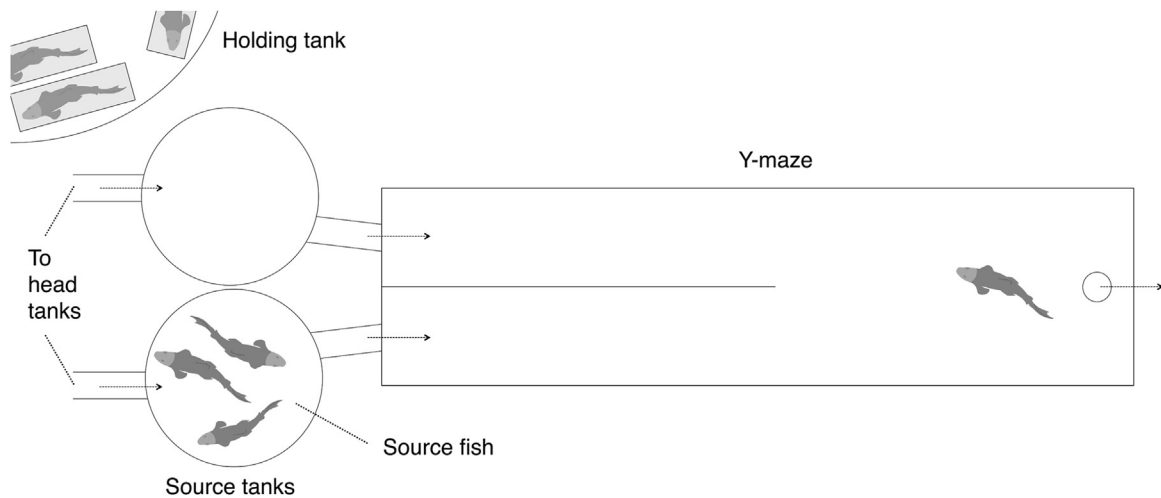 Holding tank
Y-maze
To
head
tanks
Source fish
Source tanks